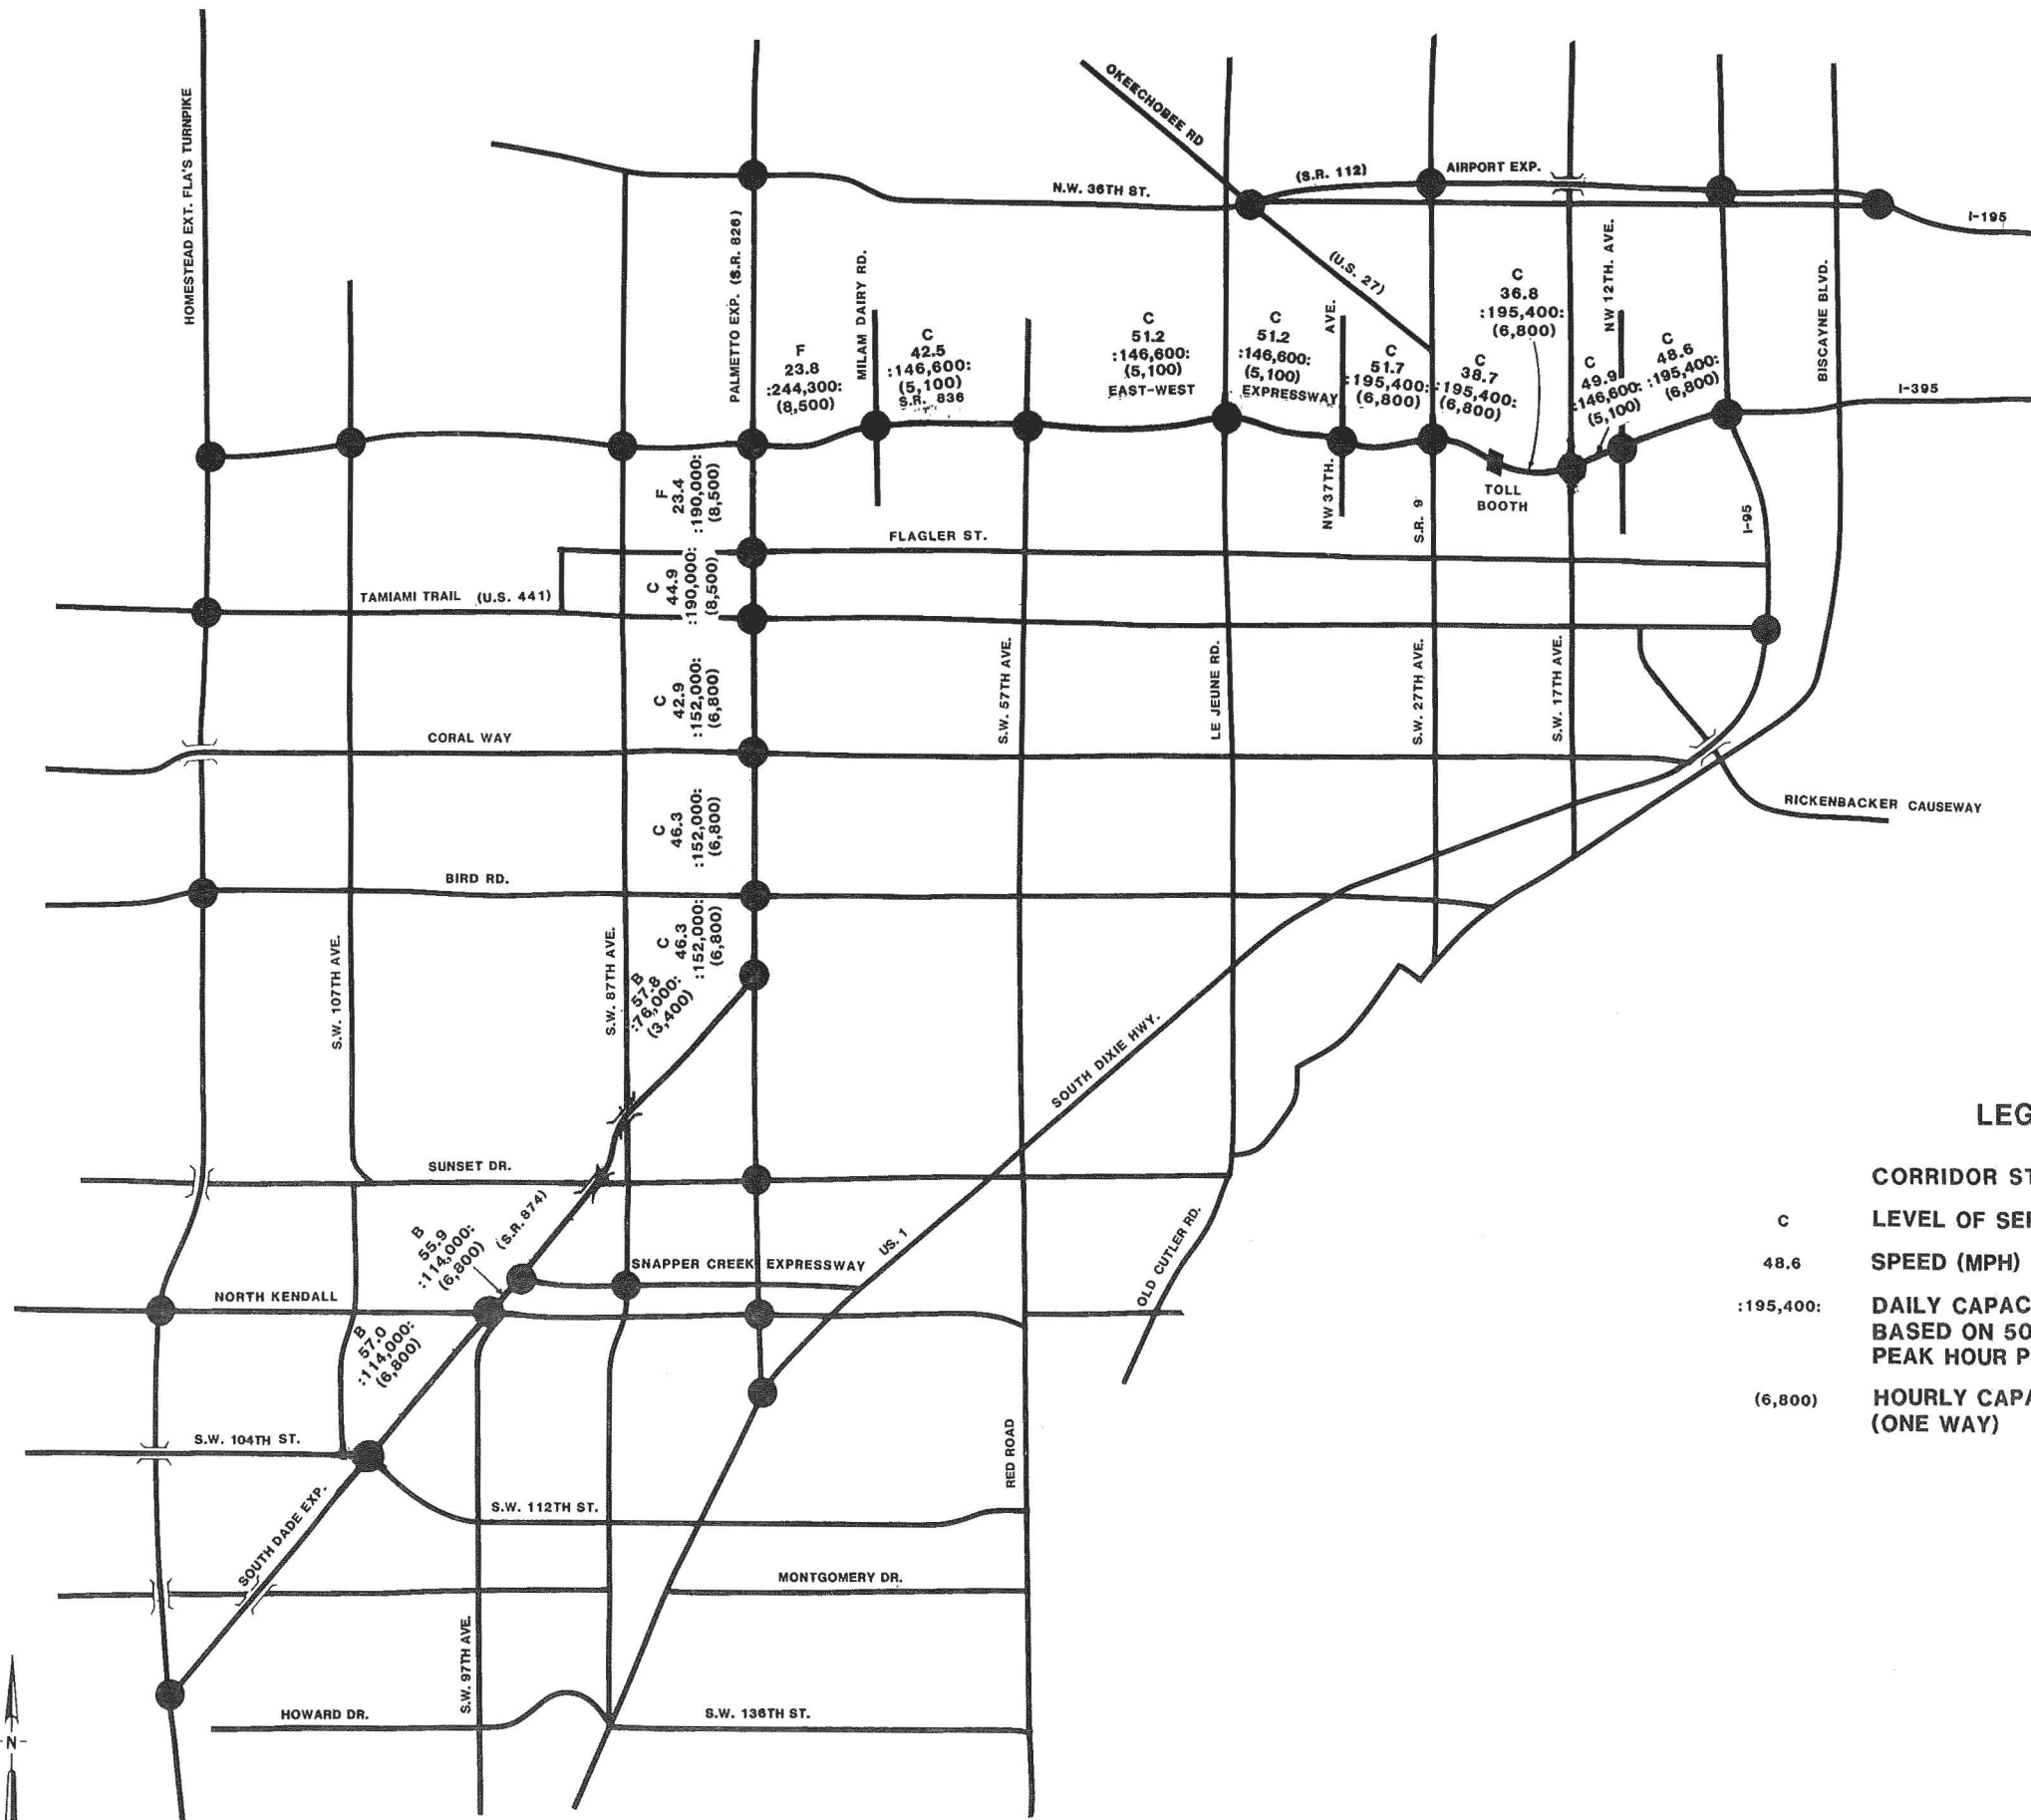 HOMESTEAD EXT. FLA'S TURNPIKE
OKEECHOBEE RD
(S.R. 112)
AIRPORT EXP.
N.W. 36TH ST.
I-195
PALMETTO EXP. (S.R. 826)
MILAM DAIRY RD.
(U.S. 27)
NW 12TH. AVE.
BISCAYNE BLVD.
F
23.8
:244,300:
(8,500)
C
42.5
:146,600:
(5,100)
S.R. 836
C
51.2
:146,600:
(5,100)
EAST-WEST
C
51.2
:146,600:
(5,100)
EXPRESSWAY
NW 37TH. AVE.
C
51.7
:195,400:
(6,800)
C
38.7
:195,400:
(6,800)
C
36.8
:195,400:
(6,800)
C
49.9
:146,600:
(5,100)
C
48.6
:195,400:
(6,800)
I-395
TOLL
BOOTH
S.R. 9
I-95
F
23.4
:190,000:
(8,500)
FLAGLER ST.
C
44.9
:190,000:
(8,500)
TAMIAMI TRAIL (U.S. 441)
C
42.9
:152,000:
(6,800)
S.W. 57TH AVE.
LE JEUNE RD.
S.W. 27TH AVE.
S.W. 17TH AVE.
CORAL WAY
RICKENBACKER CAUSEWAY
C
46.3
:152,000:
(6,800)
BIRD RD.
C
46.3
:152,000:
(6,800)
S.W. 107TH AVE.
S.W. 87TH AVE.
B
57.8
:76,000:
(3,400)
SOUTH DIXIE HWY.
SUNSET DR.
(S.R. 874)
B
55.9
:114,000:
(6,800)
US. 1
OLD CUTLER RD.
SNAPPER CREEK EXPRESSWAY
NORTH KENDALL
B
57.0
:114,000:
(6,800)
S.W. 104TH ST.
RED ROAD
SOUTH DADE EXP.
S.W. 112TH ST.
MONTGOMERY DR.
S.W. 97TH AVE.
HOWARD DR.
S.W. 136TH ST.
-N-
LEG
CORRIDOR ST
C LEVEL OF SER
48.6 SPEED (MPH)
:195,400: DAILY CAPAC
BASED ON 50
PEAK HOUR P
(6,800) HOURLY CAPA
(ONE WAY)